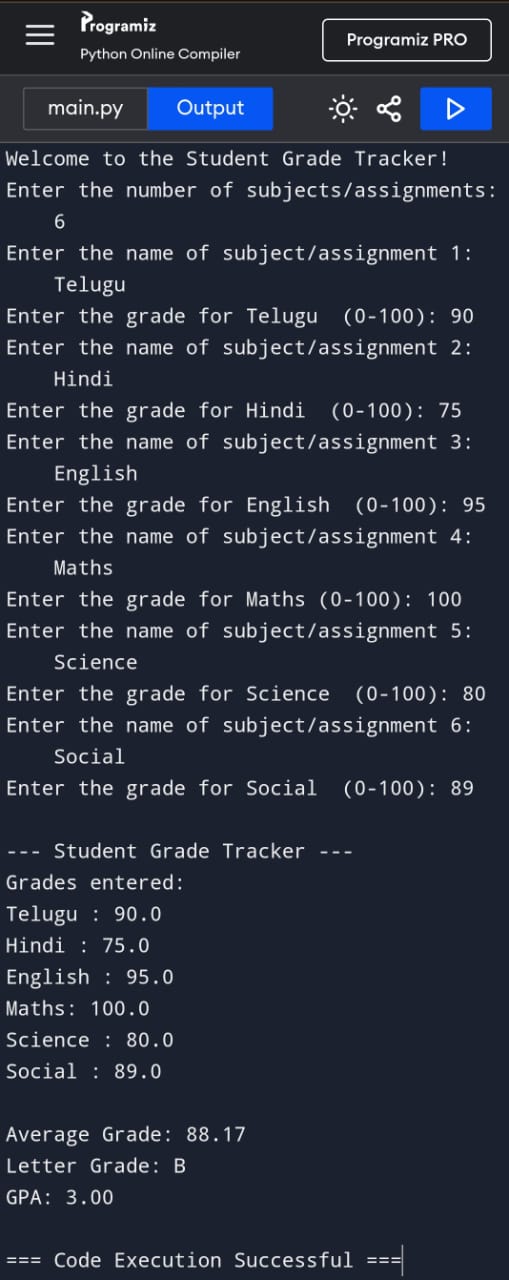 Programiz
Python Online Compiler
Programiz PRO
main.py
Output
Welcome to the Student Grade Tracker!
Enter the number of subjects/assignments:
    6
Enter the name of subject/assignment 1:
    Telugu
Enter the grade for Telugu  (0-100): 90
Enter the name of subject/assignment 2:
    Hindi
Enter the grade for Hindi  (0-100): 75
Enter the name of subject/assignment 3:
    English
Enter the grade for English  (0-100): 95
Enter the name of subject/assignment 4:
    Maths
Enter the grade for Maths (0-100): 100
Enter the name of subject/assignment 5:
    Science
Enter the grade for Science  (0-100): 80
Enter the name of subject/assignment 6:
    Social
Enter the grade for Social  (0-100): 89

--- Student Grade Tracker ---
Grades entered:
Telugu : 90.0
Hindi : 75.0
English : 95.0
Maths: 100.0
Science : 80.0
Social : 89.0

Average Grade: 88.17
Letter Grade: B
GPA: 3.00

=== Code Execution Successful ===